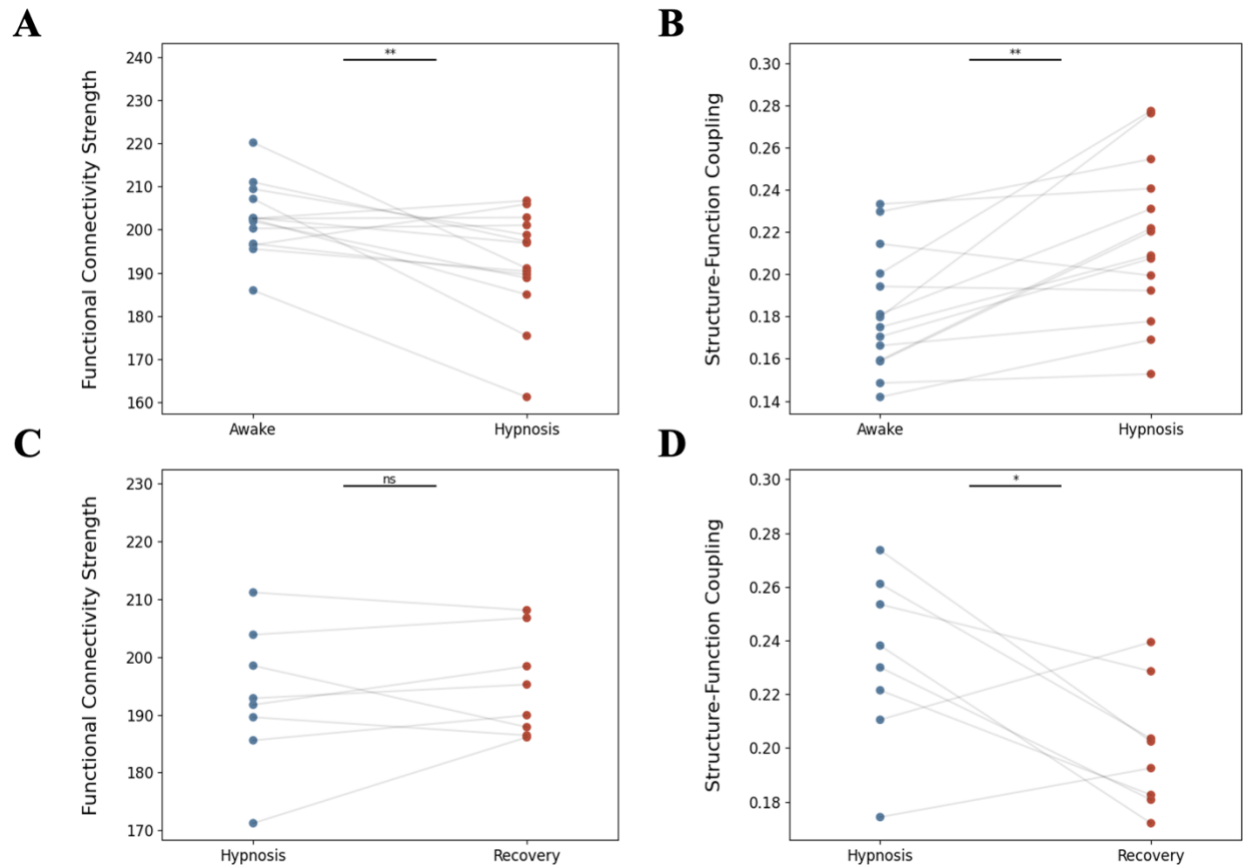 A
**
Functional Connectivity Strength
240
230
220
210
200
190
180
170
160
Awake
Hypnosis
B
**
Structure-Function Coupling
0.30
0.28
0.26
0.24
0.22
0.20
0.18
0.16
0.14
Awake
Hypnosis
C
ns
Functional Connectivity Strength
230
220
210
200
190
180
170
Hypnosis
Recovery
D
*
Structure-Function Coupling
0.30
0.28
0.26
0.24
0.22
0.20
0.18
Hypnosis
Recovery